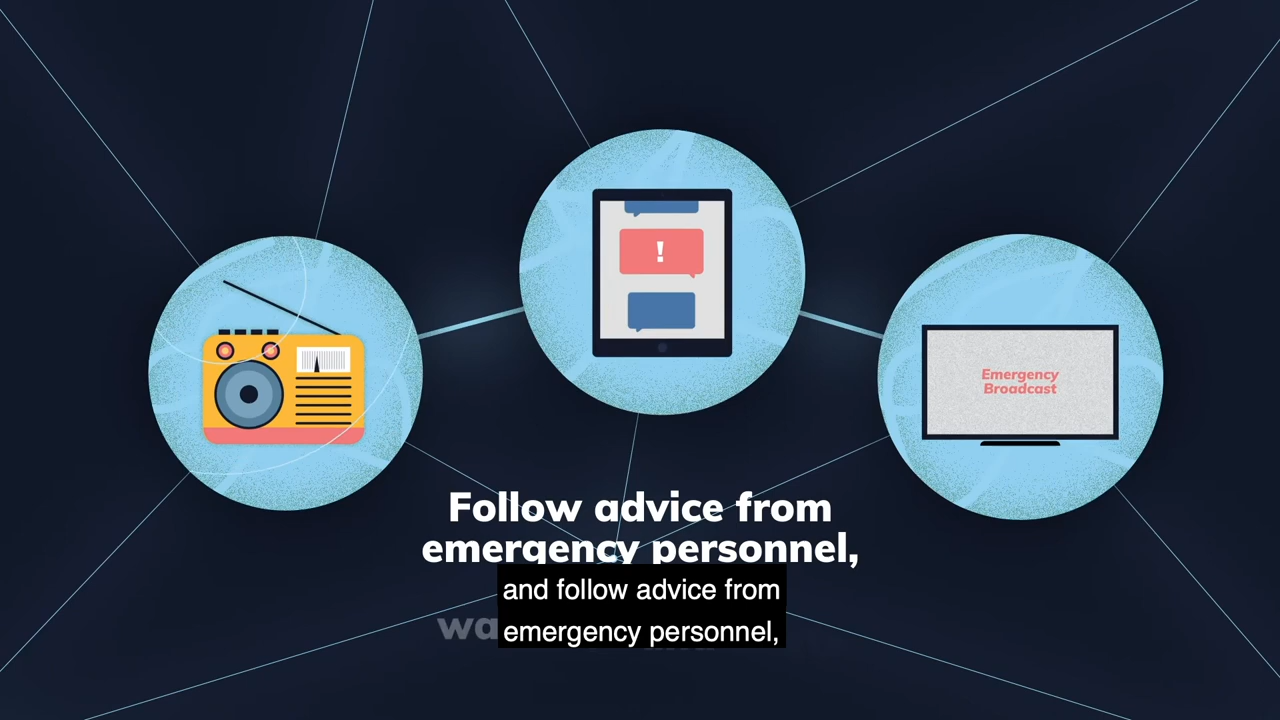 !
Emergency
Broadcast
Follow advice from
emergency personnel,
and follow advice from
emergency personnel,